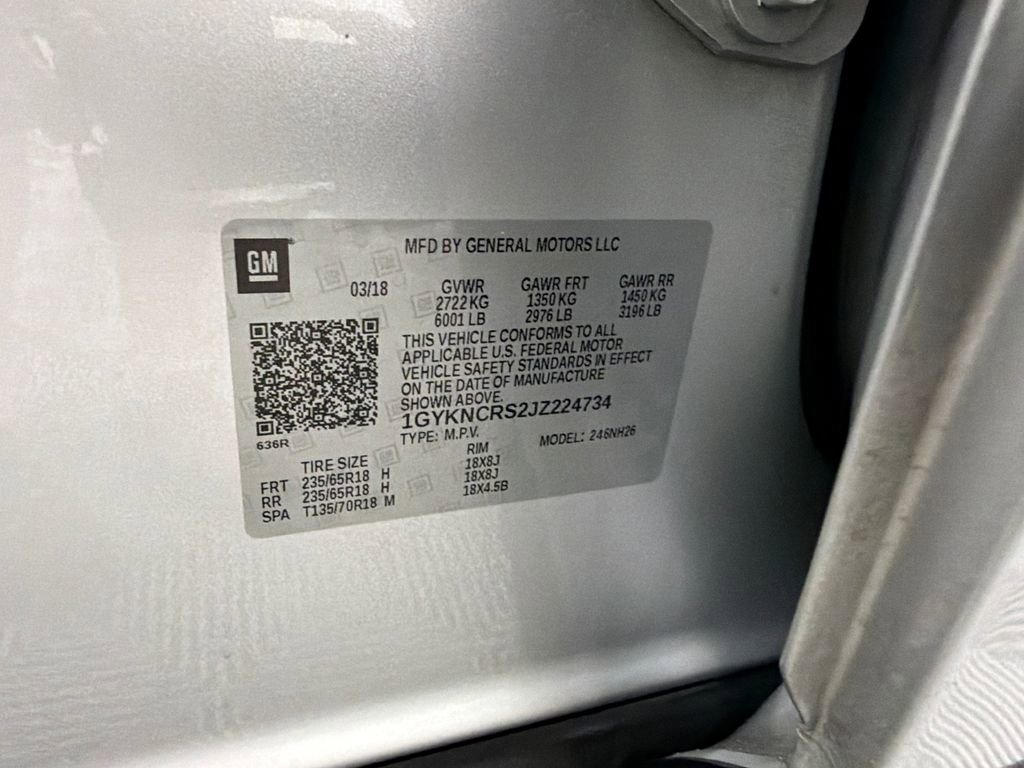 GM
MFD BY GENERAL MOTORS LLC
03/18
GVWR GAWR FRT GAWR RR
2722 KG 1350 KG 1450 KG
6001 LB 2976 LB 3196 LB
THIS VEHICLE CONFORMS TO ALL
APPLICABLE U.S. FEDERAL MOTOR
VEHICLE SAFETY STANDARDS IN EFFECT
ON THE DATE OF MANUFACTURE
SHOWN ABOVE.
1GYKNCRS2JZ224734
TYPE: M.P.V. MODEL: 246NH26
636R
TIRE SIZE RIM
FRT 235/65R18 H 18X8J
RR 235/65R18 H 18X8J
SPA T135/70R18 M 18X4.5B